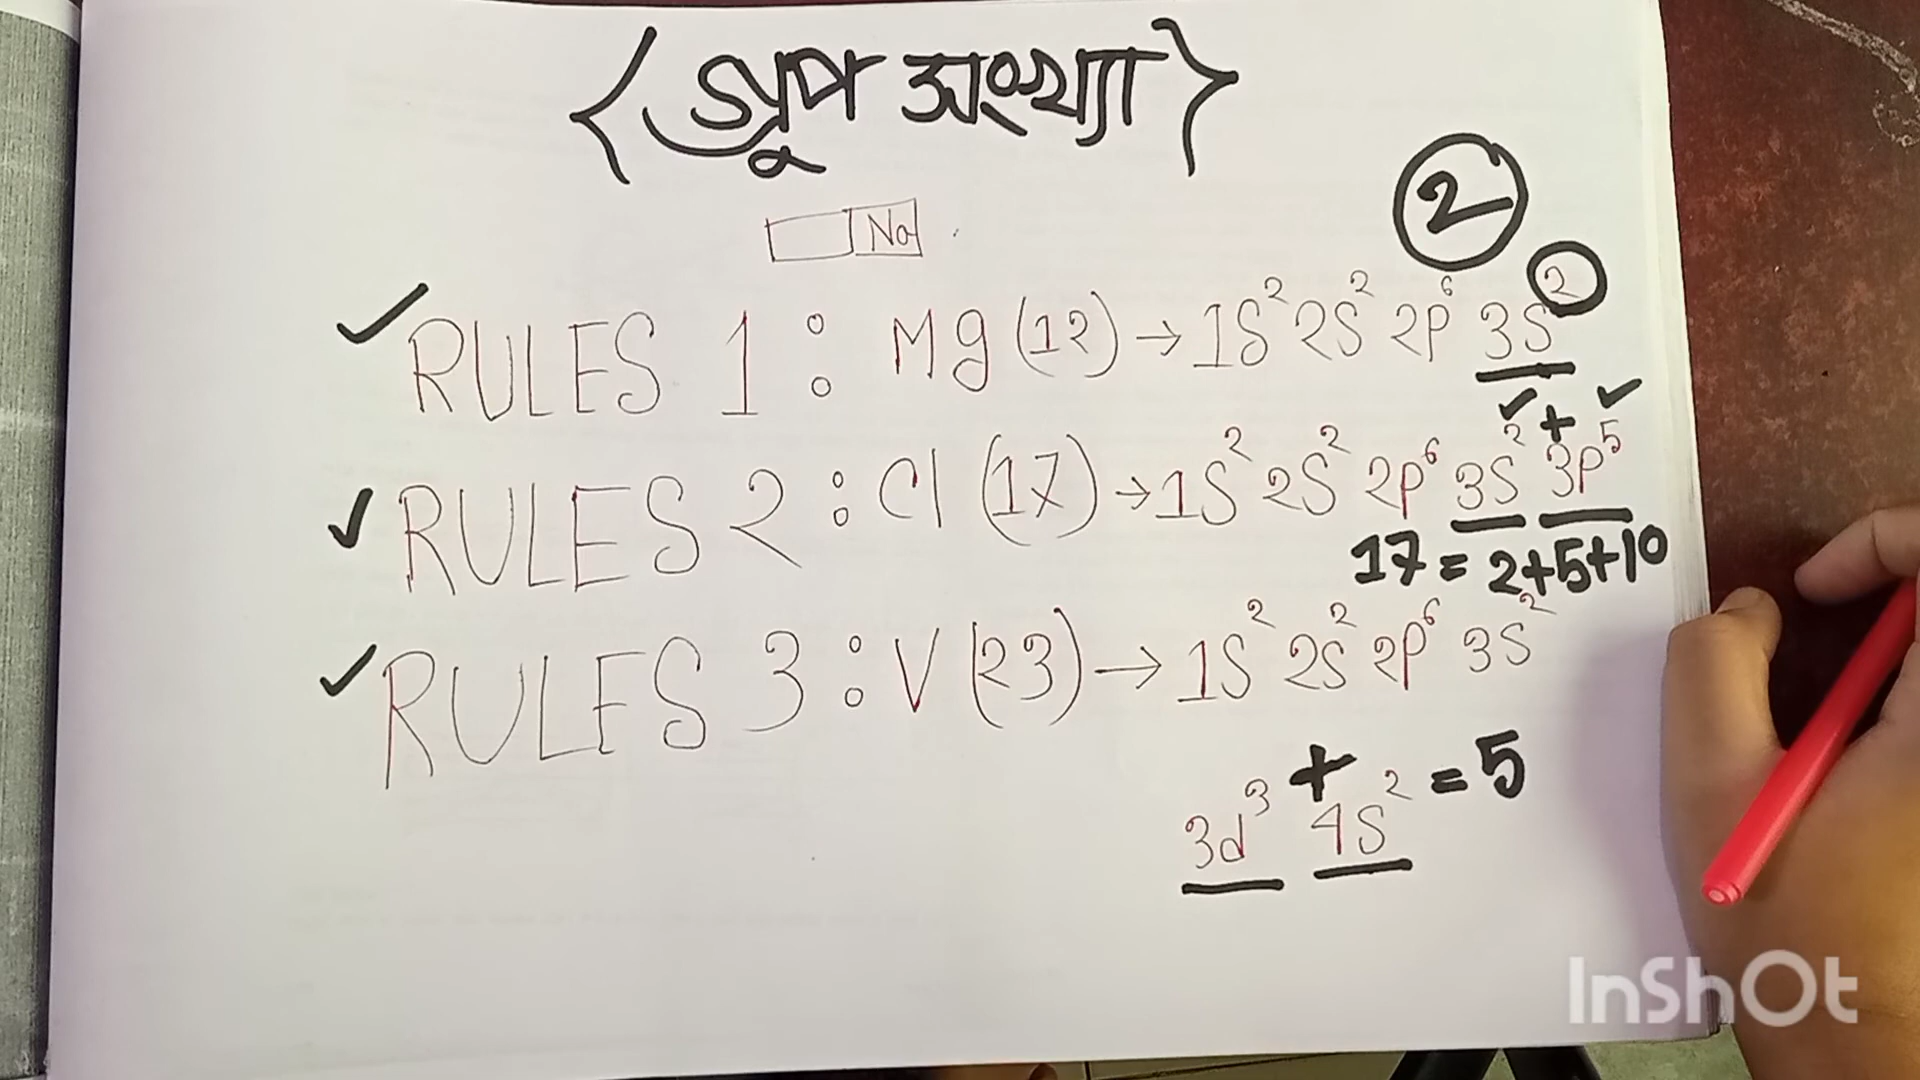 {গ্রুপ সংখ্যা}
No
2
RULES 1 : Mg (12) → 1S² 2S² 2P⁶ 3S²
+
RULES 2 : Cl (17) → 1S² 2S² 2P⁶ 3S² 3P⁵
17 = 2+5+10
RULES 3 : V (23) → 1S² 2S² 2P⁶ 3S²
3d³ + 4S² = 5
InShOt